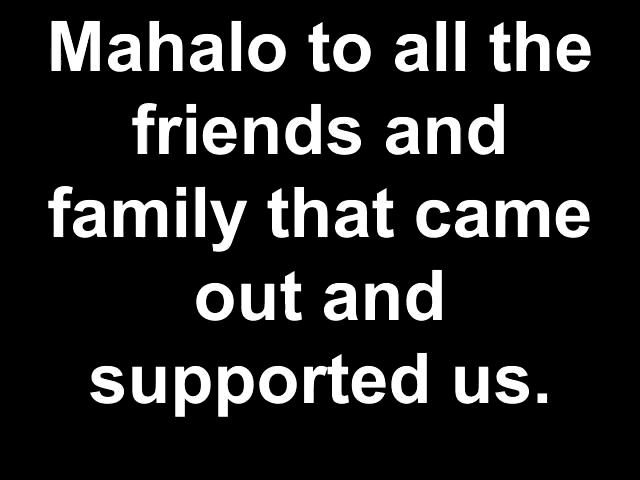 Mahalo to all the
friends and
family that came
out and
supported us.